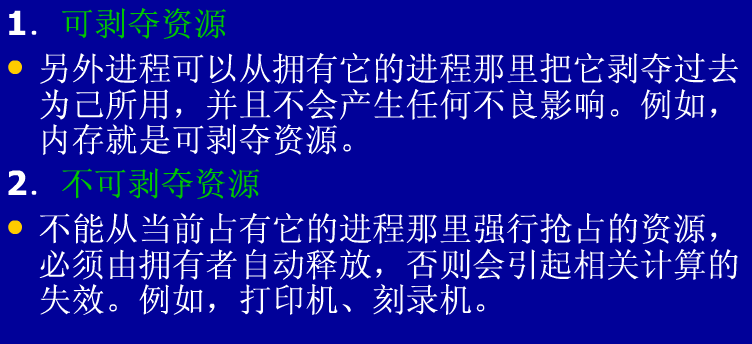 1．可剥夺资源
另外进程可以从拥有它的进程那里把它剥夺过去
为己所用，并且不会产生任何不良影响。例如，
内存就是可剥夺资源。
2．不可剥夺资源
不能从当前占有它的进程那里强行抢占的资源，
必须由拥有者自动释放，否则会引起相关计算的
失效。例如，打印机、刻录机。